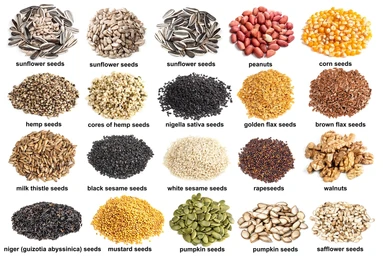 sunflower seeds sunflower seeds sunflower seeds peanuts corn seeds
hemp seeds cores of hemp seeds nigella sativa seeds golden flax seeds brown flax seeds
milk thistle seeds black sesame seeds white sesame seeds rapeseeds walnuts
niger (guizotia abyssinica) seeds mustard seeds pumpkin seeds pumpkin seeds safflower seeds